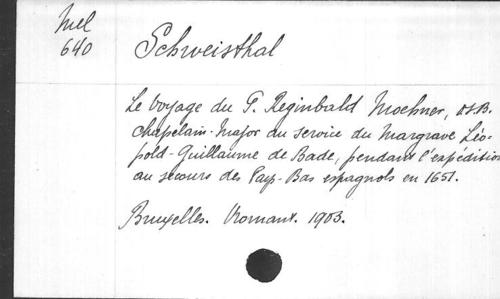 Mel
640
Schweisthal
Le Voyage du P. Reginbald Moehner, O.S.B.
Chapelain-Major au service du Margrave Léo-
pold-Guillaume de Bade, pendant l'expédition
au secours des Pays-Bas espagnols en 1651.
Bruxelles. Vromant. 1903.